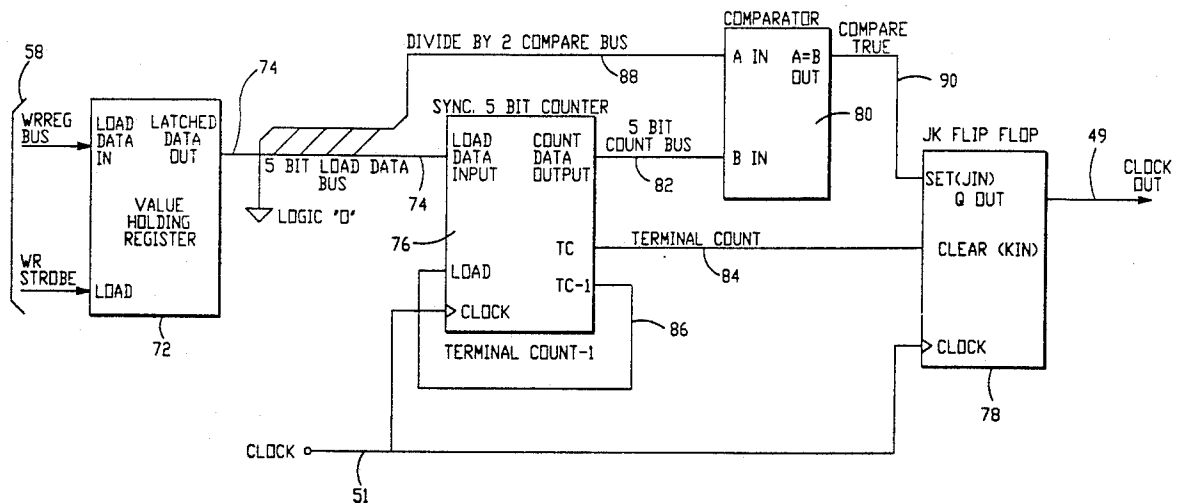 58
WRREG
BUS
WR
STROBE
LOAD
DATA
IN
LATCHED
DATA
OUT
VALUE
HOLDING
REGISTER
LOAD
72
74
DIVIDE BY 2 COMPARE BUS
88
5 BIT LOAD DATA
BUS
74
LOGIC "0"
SYNC. 5 BIT COUNTER
LOAD
DATA
INPUT
COUNT
DATA
OUTPUT
76
TC
LOAD
TC-1
CLOCK
TERMINAL COUNT-1
86
5 BIT
COUNT BUS
82
TERMINAL COUNT
84
COMPARATOR
A IN
A=B
OUT
80
B IN
COMPARE
TRUE
90
JK FLIP FLOP
SET(JIN)
Q OUT
CLEAR (KIN)
CLOCK
78
49
CLOCK
OUT
CLOCK
51